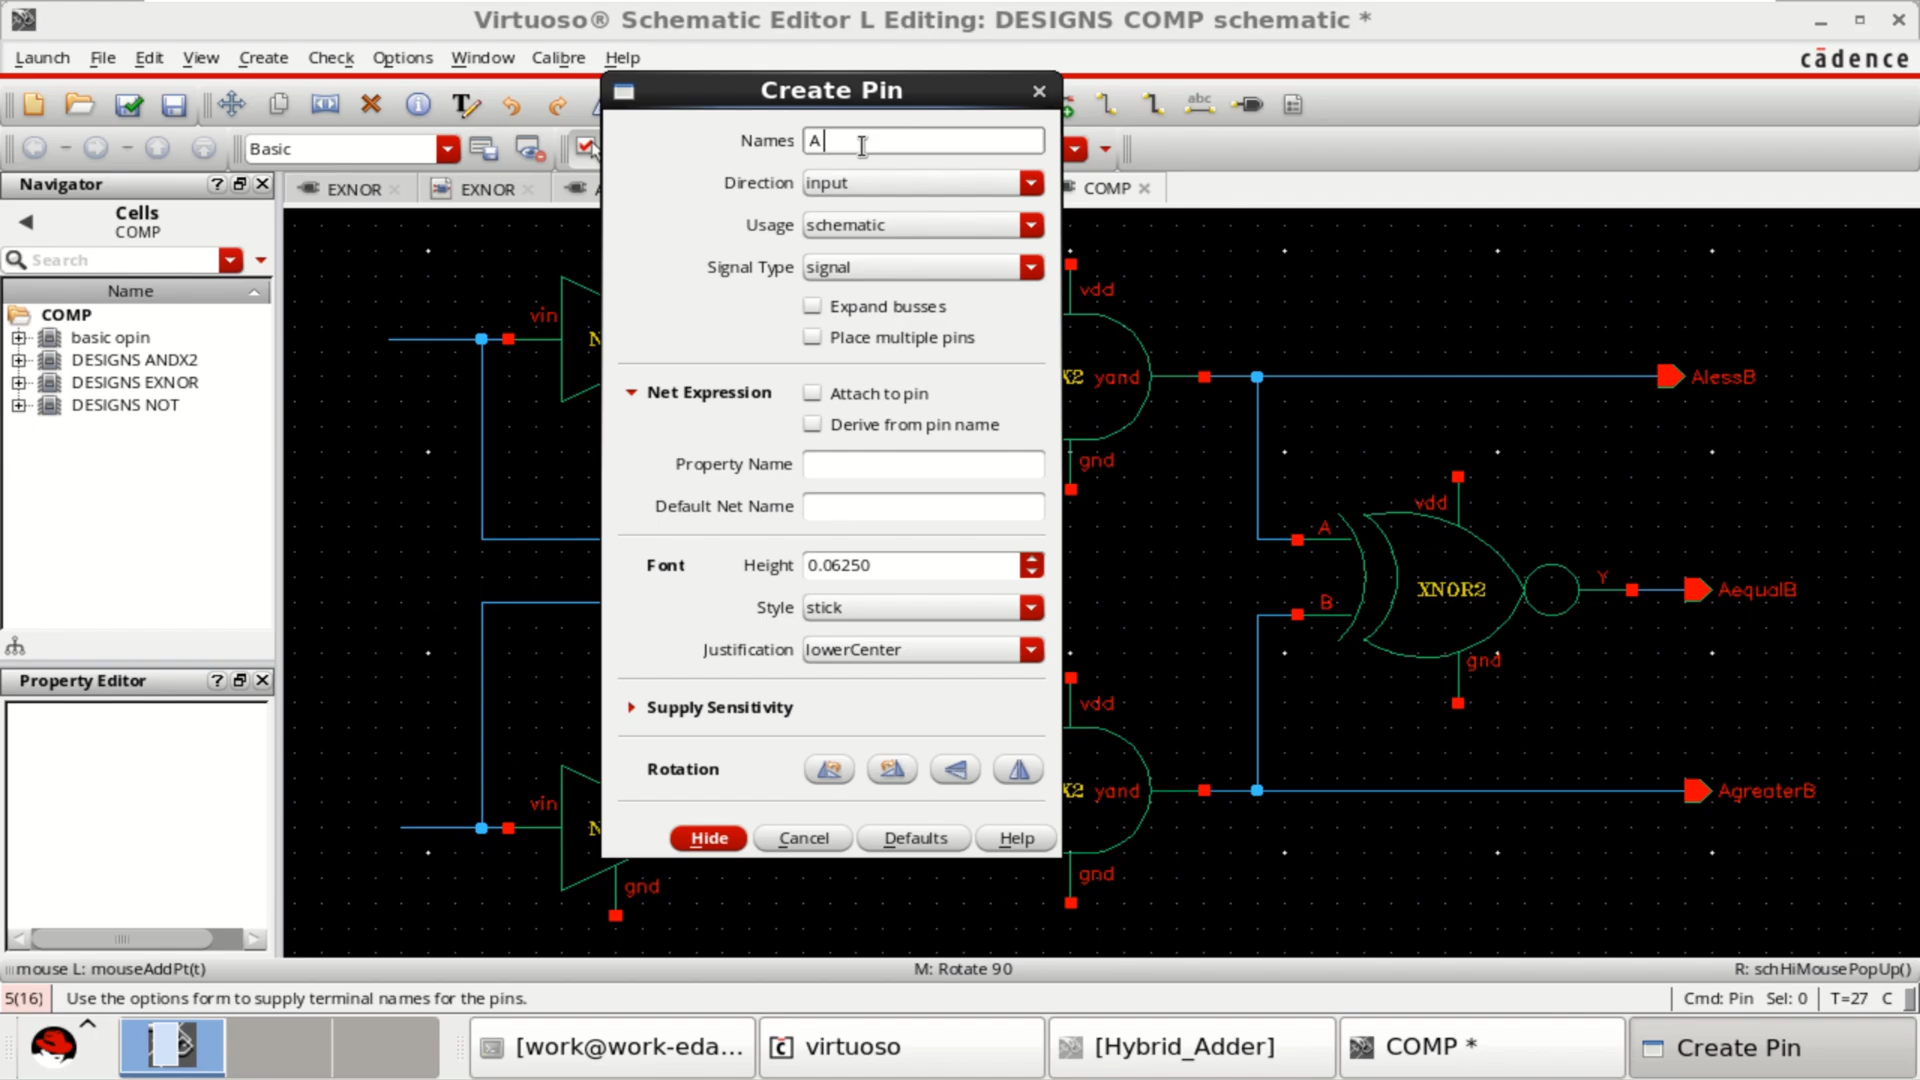 Virtuoso® Schematic Editor L Editing: DESIGNS COMP schematic *
Launch File Edit View Create Check Options Window Calibre Help
cādence
Create Pin
Names A
Direction input
Usage schematic
Signal Type signal
Expand busses
Place multiple pins
Net Expression Attach to pin
Derive from pin name
Property Name
Default Net Name
Font Height 0.06250
Style stick
Justification lowerCenter
Supply Sensitivity
Rotation
Hide Cancel Defaults Help
abc
Basic
Navigator ?
EXNOR EXNOR COMP
Cells
COMP
Search
Name
COMP
basic opin
DESIGNS ANDX2
DESIGNS EXNOR
DESIGNS NOT
Property Editor ?
vin
vdd
X2 yand
gnd
AlessB
vdd
A
B
XNOR2
Y
AequalB
gnd
vin
gnd
vdd
X2 yand
gnd
AgreaterB
mouse L: mouseAddPt(t) M: Rotate 90 R: schHiMousePopUp()
5(16) Use the options form to supply terminal names for the pins. Cmd: Pin Sel: 0 T=27 C
[work@work-eda... virtuoso [Hybrid_Adder] COMP * Create Pin